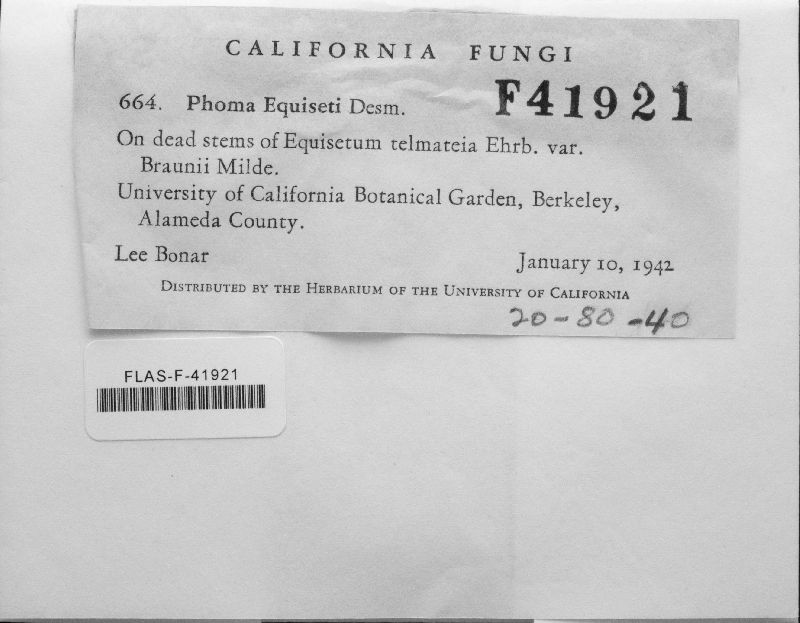 CALIFORNIA FUNGI
664. Phoma Equiseti Desm. F41921
On dead stems of Equisetum telmateia Ehrb. var.
Braunii Milde.
University of California Botanical Garden, Berkeley,
Alameda County.
Lee Bonar January 10, 1942
DISTRIBUTED BY THE HERBARIUM OF THE UNIVERSITY OF CALIFORNIA
20-80-40
FLAS-F-41921